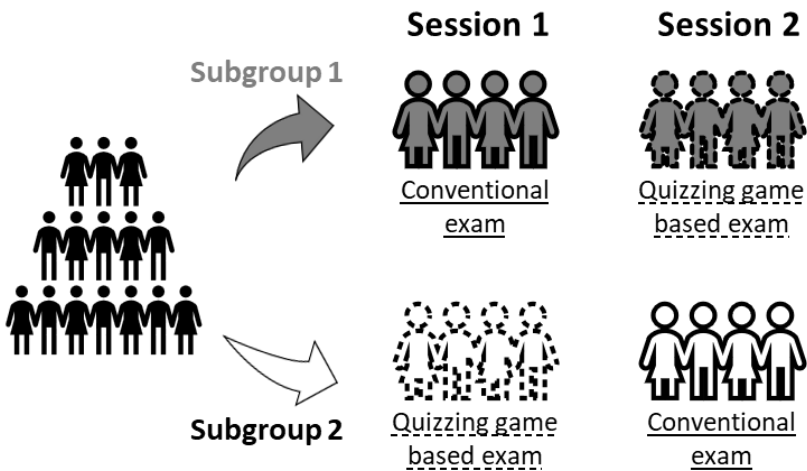 Session 1
Session 2
Subgroup 1
Conventional
exam
Quizzing game
based exam
Subgroup 2
Quizzing game
based exam
Conventional
exam